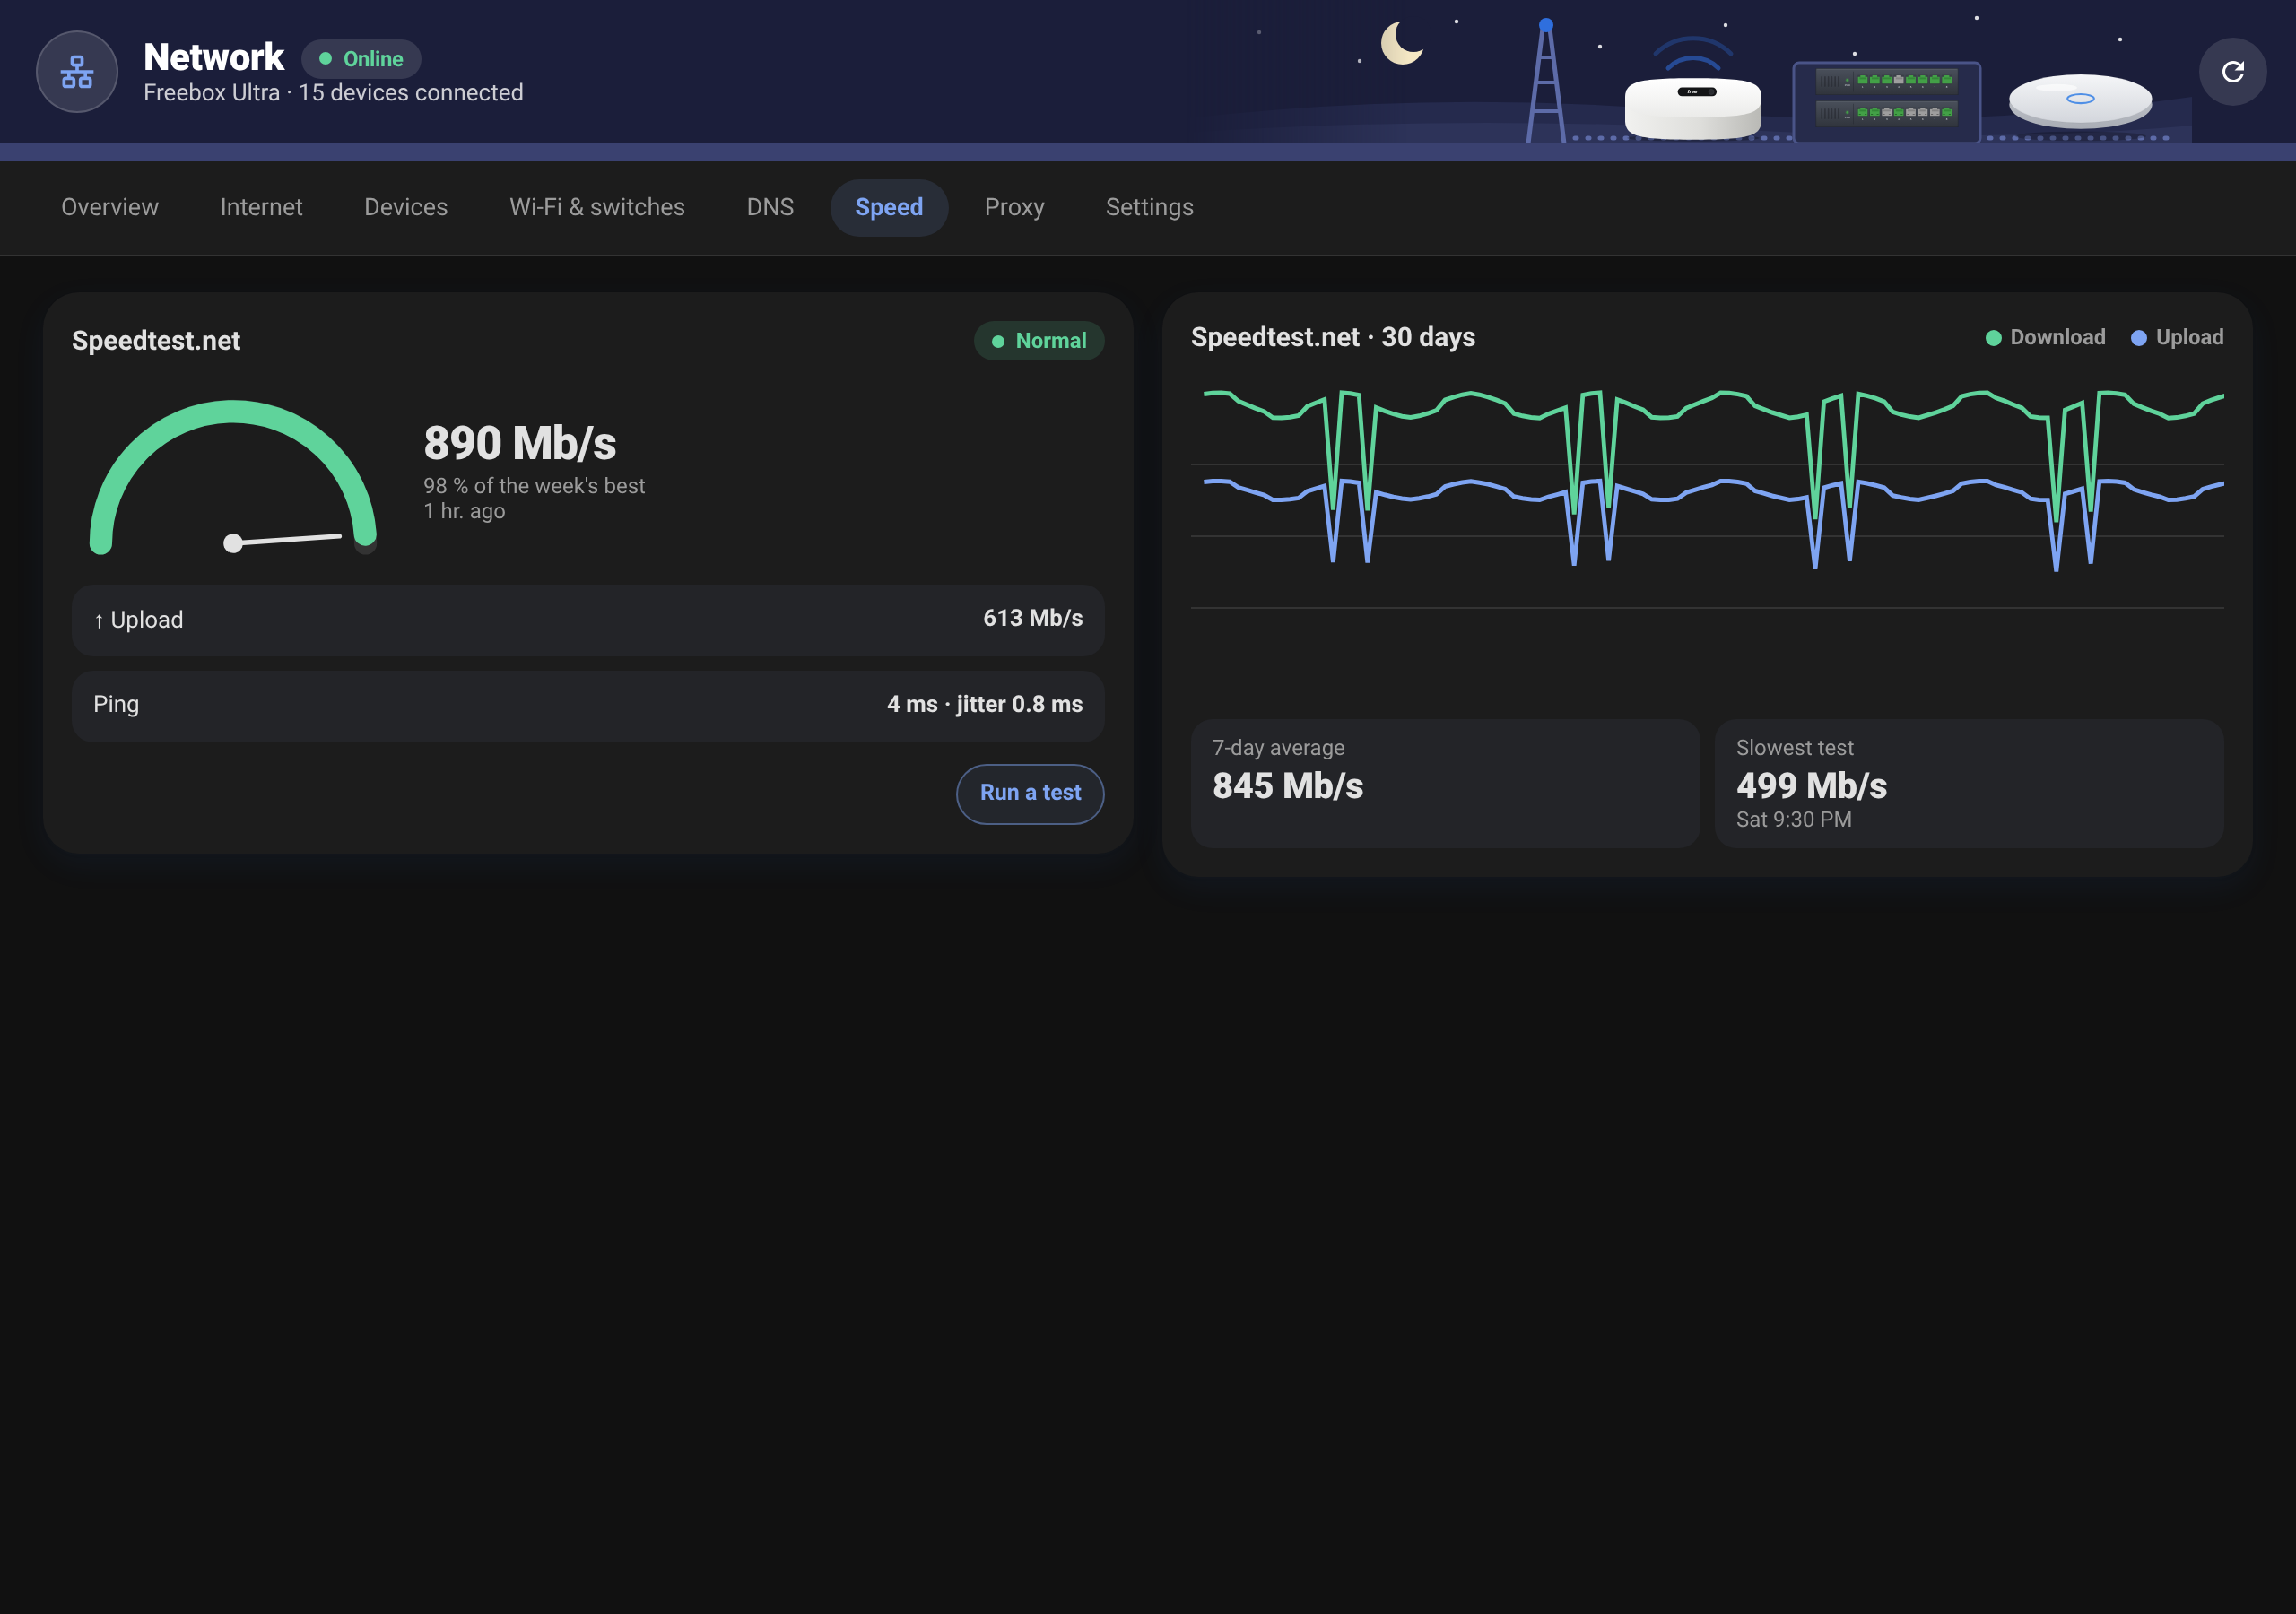 Network
Online
Freebox Ultra · 15 devices connected
free
Overview
Internet
Devices
Wi-Fi & switches
DNS
Speed
Proxy
Settings
Speedtest.net
Normal
890 Mb/s
98 % of the week's best
1 hr. ago
↑ Upload
613 Mb/s
Ping
4 ms · jitter 0.8 ms
Run a test
Speedtest.net · 30 days
Download
Upload
7-day average
845 Mb/s
Slowest test
499 Mb/s
Sat 9:30 PM